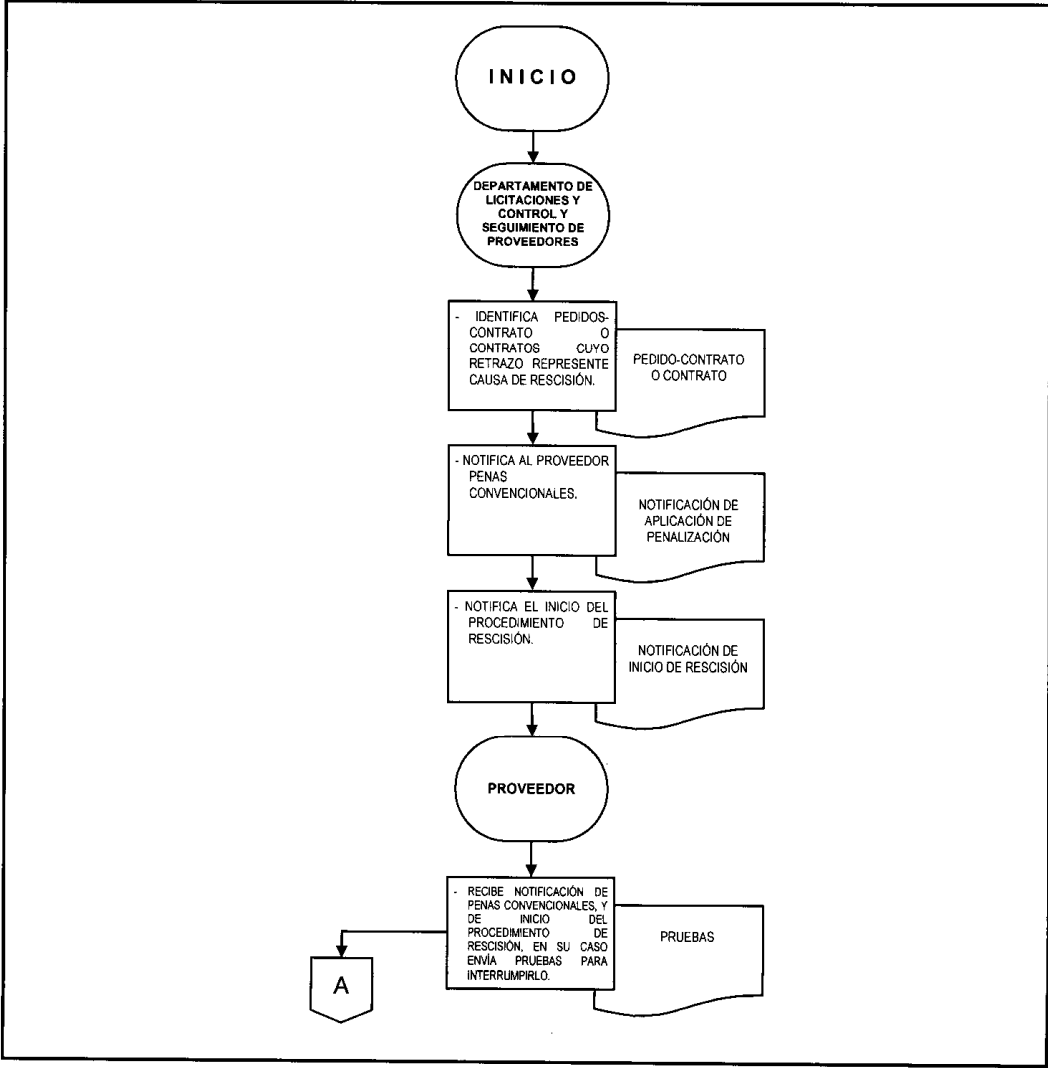 INICIO
DEPARTAMENTO DE
LICITACIONES Y
CONTROL Y
SEGUIMIENTO DE
PROVEEDORES
- IDENTIFICA PEDIDOS-
CONTRATO O
CONTRATOS CUYO
RETRAZO REPRESENTE
CAUSA DE RESCISIÓN.
PEDIDO-CONTRATO
O CONTRATO
- NOTIFICA AL PROVEEDOR
PENAS
CONVENCIONALES.
NOTIFICACIÓN DE
APLICACIÓN DE
PENALIZACIÓN
- NOTIFICA EL INICIO DEL
PROCEDIMIENTO DE
RESCISIÓN.
NOTIFICACIÓN DE
INICIO DE RESCISIÓN
PROVEEDOR
- RECIBE NOTIFICACIÓN DE
PENAS CONVENCIONALES, Y
DE INICIO DEL
PROCEDIMIENTO DE
RESCISIÓN, EN SU CASO
ENVÍA PRUEBAS PARA
INTERRUMPIRLO.
PRUEBAS
A